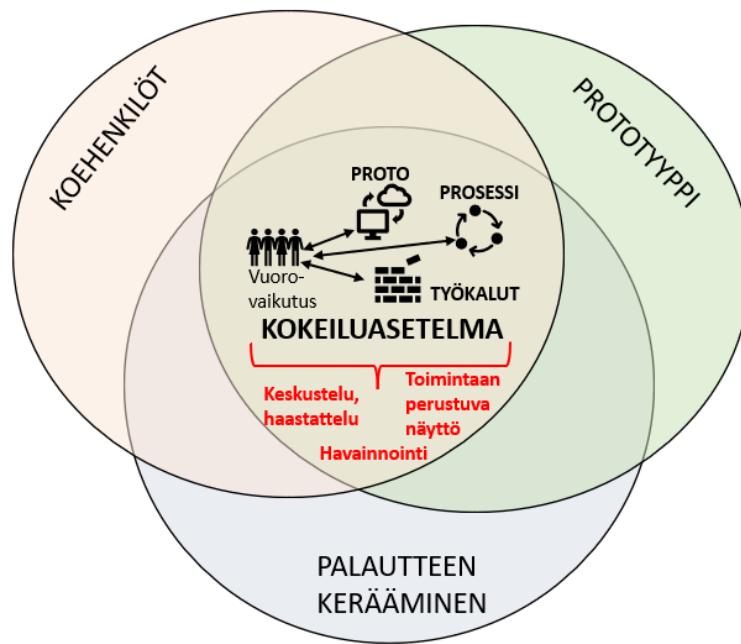 KOEHENKILÖT
PROTOTYYPPI
PROTO
PROSESSI
Vuoro-
vaikutus
TYÖKALUT
KOKEILUASETELMA
Keskustelu,
haastattelu
Toimintaan
perustuva
näyttö
Havainnointi
PALAUTTEEN
KERÄÄMINEN